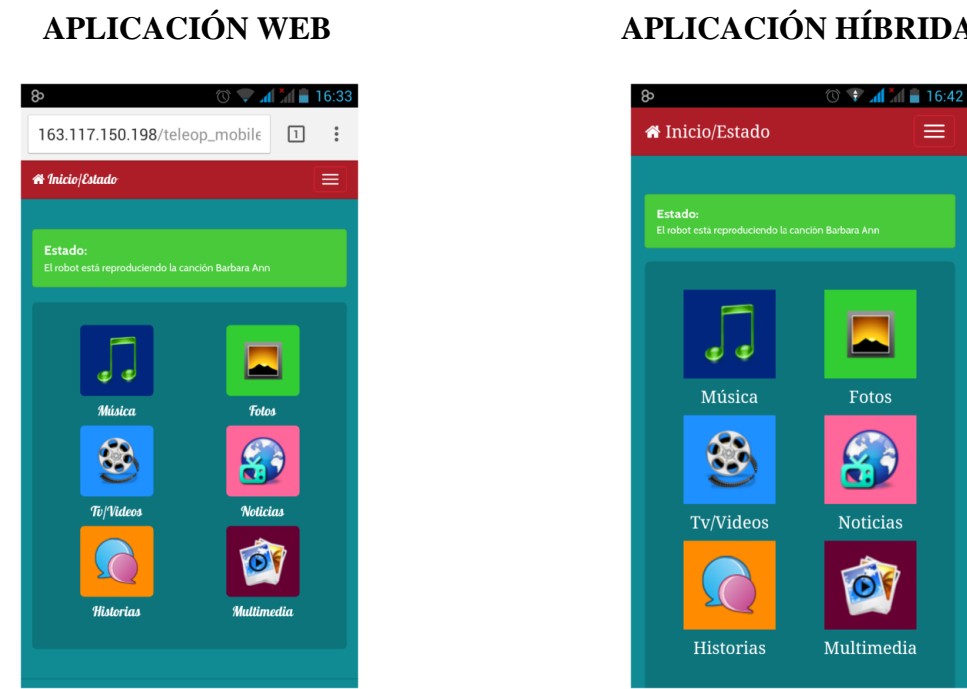 APLICACIÓN WEB
16:33
163.117.150.198/teleop_mobile
1
Inicio/Estado
Estado:
El robot está reproduciendo la canción Barbara Ann
Música Fotos
Tv/Videos Noticias
Historias Multimedia
APLICACIÓN HÍBRIDA
16:42
Inicio/Estado
Estado:
El robot está reproduciendo la canción Barbara Ann
Música Fotos
Tv/Videos Noticias
Historias Multimedia